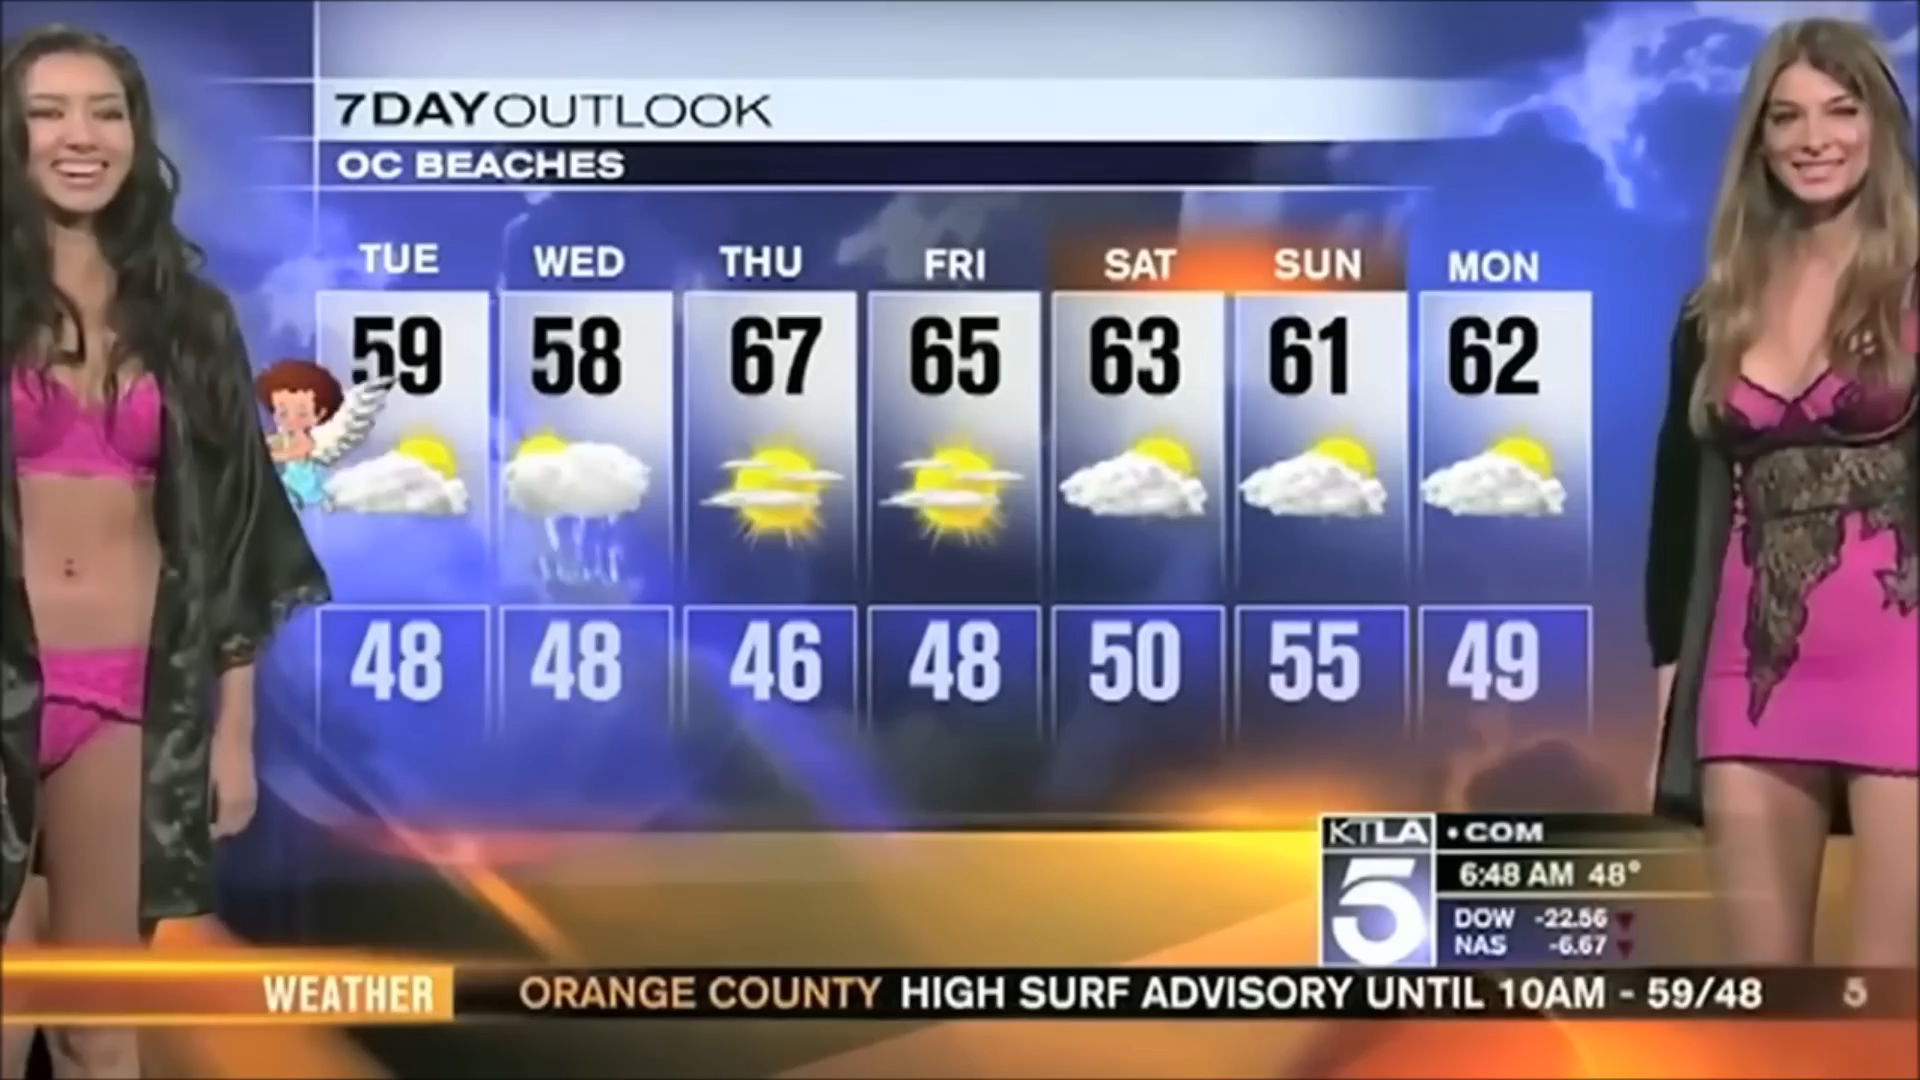 7DAYOUTLOOK
OC BEACHES
TUE WED THU FRI SAT SUN MON
59 58 67 65 63 61 62
48 48 46 48 50 55 49
KTLA •COM
5
6:48 AM 48°
DOW -22.56
NAS -6.67
WEATHER ORANGE COUNTY HIGH SURF ADVISORY UNTIL 10AM - 59/48 5